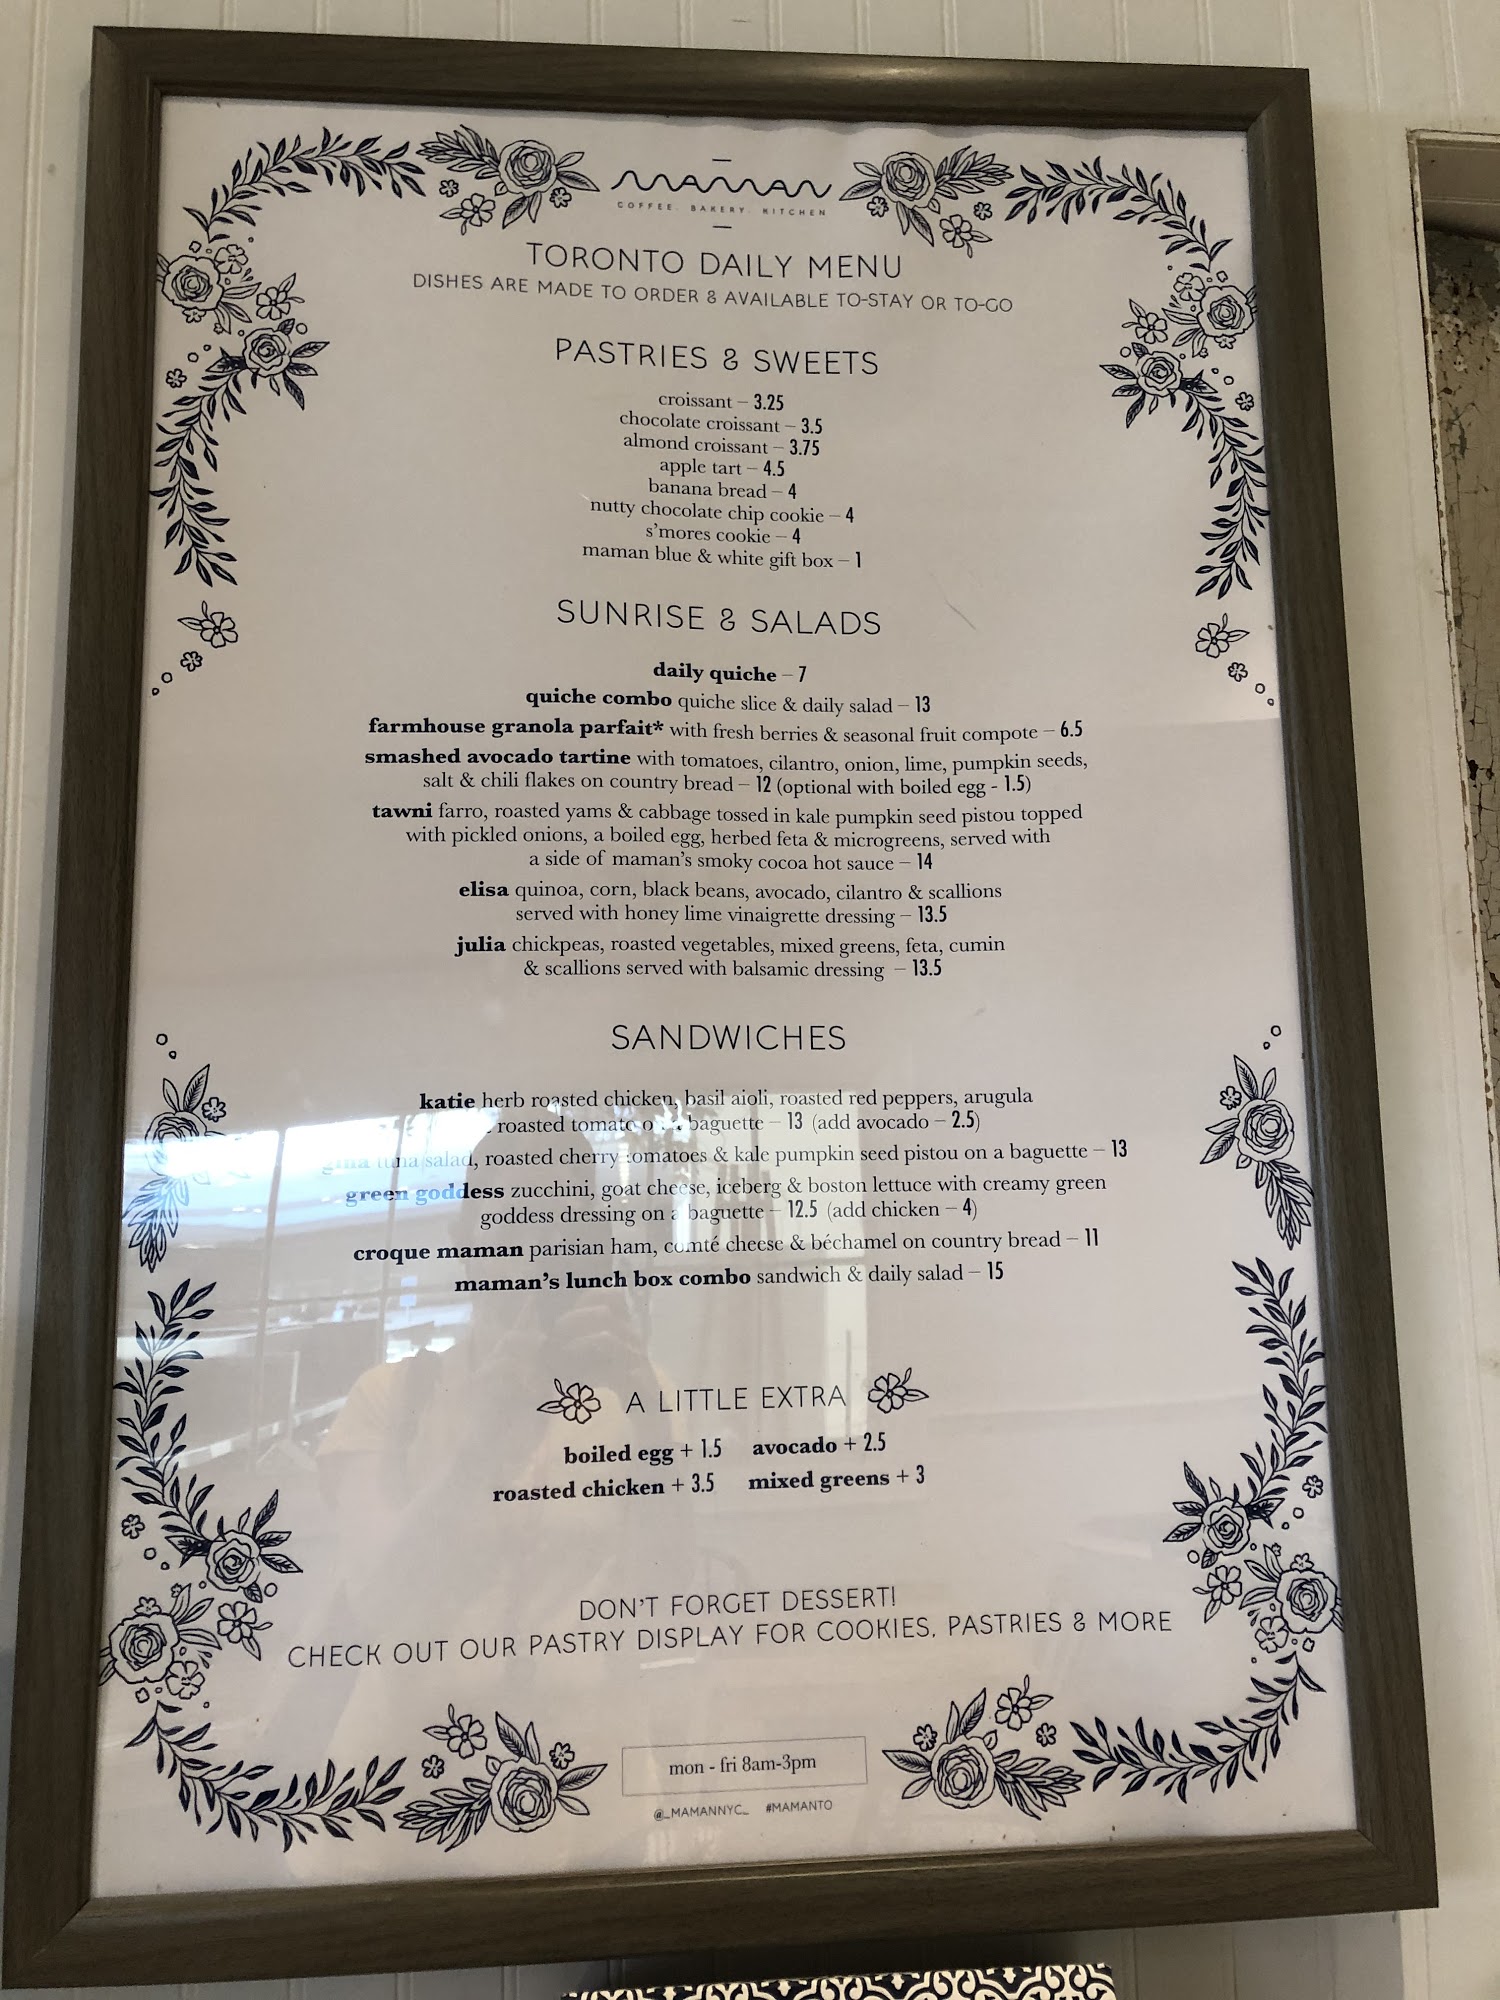 MAMAN
COFFEE. BAKERY. KITCHEN
TORONTO DAILY MENU
DISHES ARE MADE TO ORDER & AVAILABLE TO-STAY OR TO-GO
PASTRIES & SWEETS
croissant – 3.25
chocolate croissant – 3.5
almond croissant – 3.75
apple tart – 4.5
banana bread – 4
nutty chocolate chip cookie – 4
s'mores cookie – 4
maman blue & white gift box – 1
SUNRISE & SALADS
daily quiche – 7
quiche combo quiche slice & daily salad – 13
farmhouse granola parfait* with fresh berries & seasonal fruit compote – 6.5
smashed avocado tartine with tomatoes, cilantro, onion, lime, pumpkin seeds,
salt & chili flakes on country bread – 12 (optional with boiled egg - 1.5)
tawni farro, roasted yams & cabbage tossed in kale pumpkin seed pistou topped
with pickled onions, a boiled egg, herbed feta & microgreens, served with
a side of maman's smoky cocoa hot sauce – 14
elisa quinoa, corn, black beans, avocado, cilantro & scallions
served with honey lime vinaigrette dressing – 13.5
julia chickpeas, roasted vegetables, mixed greens, feta, cumin
& scallions served with balsamic dressing – 13.5
SANDWICHES
katie herb roasted chicken, basil aioli, roasted red peppers, arugula
roasted tomato baguette – 13 (add avocado – 2.5)
gina tuna salad, roasted cherry tomatoes & kale pumpkin seed pistou on a baguette – 13
green goddess zucchini, goat cheese, iceberg & boston lettuce with creamy green
goddess dressing on a baguette – 12.5 (add chicken – 4)
croque maman parisian ham, comté cheese & béchamel on country bread – 11
maman's lunch box combo sandwich & daily salad – 15
A LITTLE EXTRA
boiled egg + 1.5 avocado + 2.5
roasted chicken + 3.5 mixed greens + 3
DON'T FORGET DESSERT!
CHECK OUT OUR PASTRY DISPLAY FOR COOKIES, PASTRIES & MORE
mon - fri 8am-3pm
@_MAMANNYC_ #MAMANTO